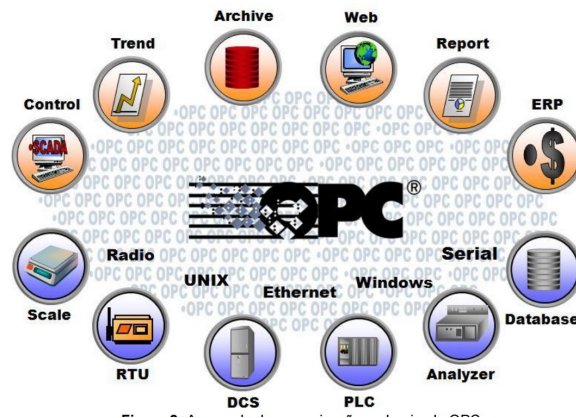 Archive
Web
Trend
Report
Control
ERP
SCADA
OPC®
Radio
Serial
UNIX
Windows
Ethernet
Scale
Database
RTU
Analyzer
DCS
PLC